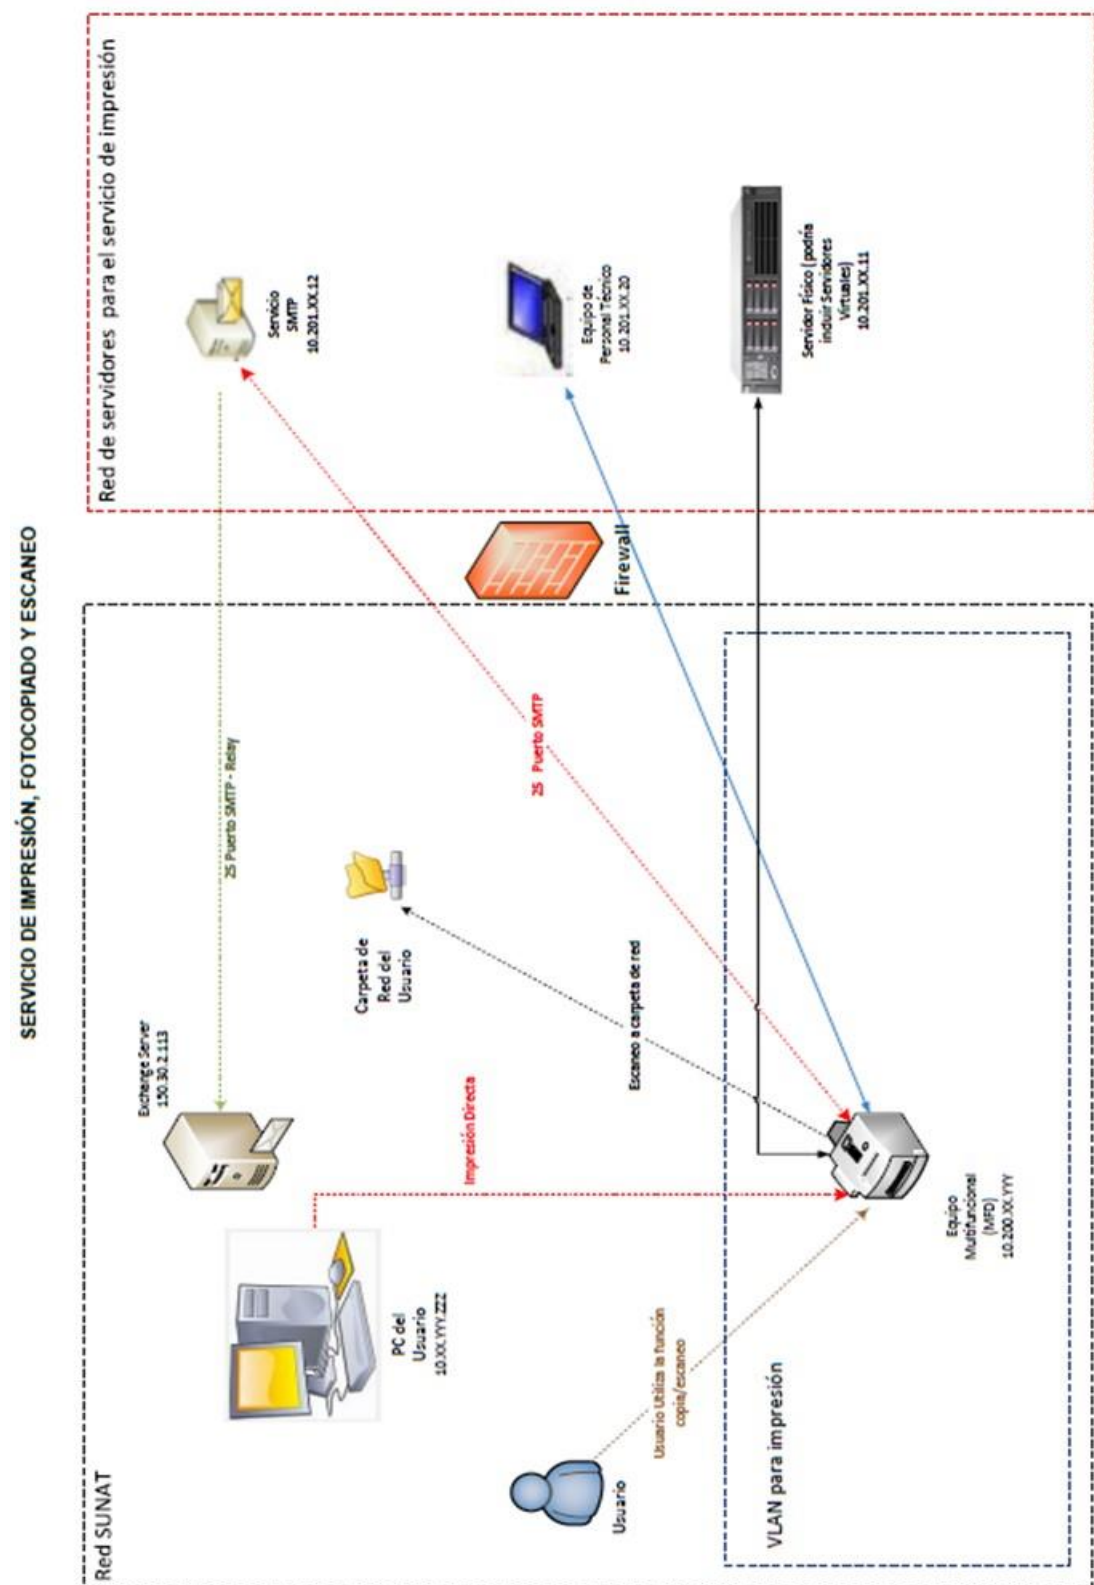 SERVICIO DE IMPRESIÓN, FOTOCOPIADO Y ESCANEO
Red SUNAT
Red de servidores para el servicio de impresión
Exchange Server
150.30.2.113
25 Puerto SMTP - Relay
Servicio
SMTP
10.201.XX.12
PC del
Usuario
10.XX.YYY.ZZZ
Carpeta de
Red del
Usuario
Impresión Directa
25 Puerto SMTP
Equipo de
Personal Técnico
10.201.XX.20
Firewall
Usuario
Usuario Utiliza la función
copia/escaneo
Escaneo a carpeta de red
VLAN para impresión
Equipo
Multifuncional
(MFD)
10.200.XX.YYY
Servidor Físico (podría
incluir Servidores
Virtuales)
10.201.XX.11